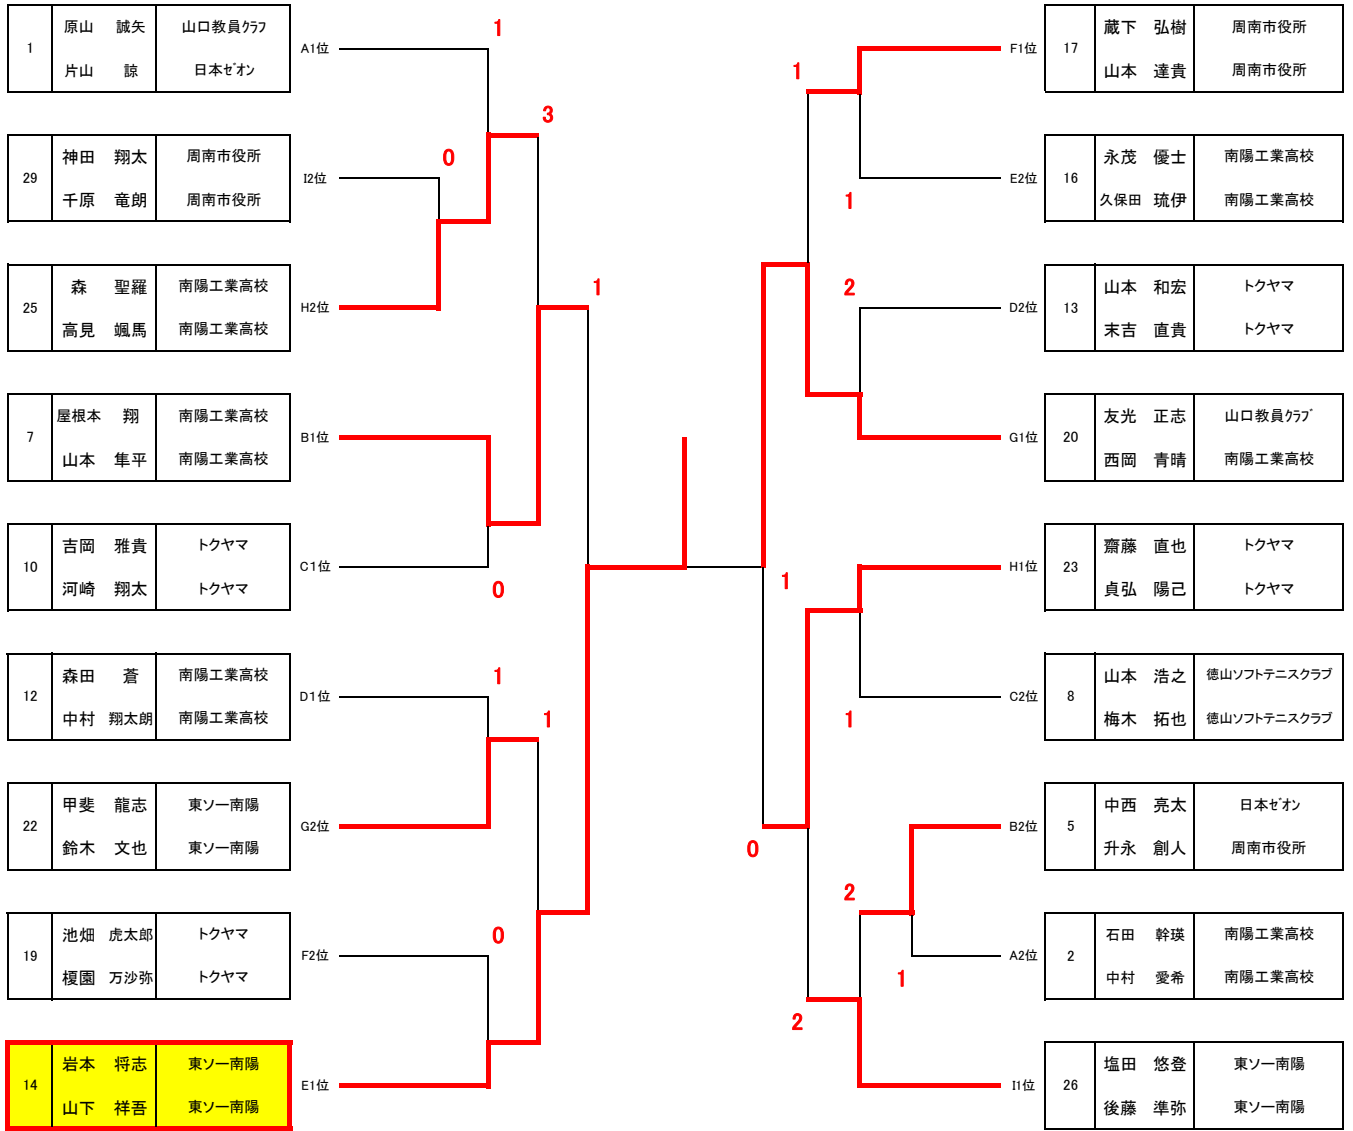 1 原山 誠矢 山口教員クラブ
片山 諒 日本ゼオン
A1位
29 神田 翔太 周南市役所
千原 竜朗 周南市役所
I2位
25 森 聖羅 南陽工業高校
高見 颯馬 南陽工業高校
H2位
7 屋根本 翔 南陽工業高校
山本 隼平 南陽工業高校
B1位
10 吉岡 雅貴 トクヤマ
河崎 翔太 トクヤマ
C1位
12 森田 蒼 南陽工業高校
中村 翔太朗 南陽工業高校
D1位
22 甲斐 龍志 東ソー南陽
鈴木 文也 東ソー南陽
G2位
19 池畑 虎太郎 トクヤマ
榎園 万沙弥 トクヤマ
F2位
14 岩本 将志 東ソー南陽
山下 祥吾 東ソー南陽
E1位
1
3
0
1
0
1
1
0
1
1
2
1
1
0
2
1
2
F1位
17 蔵下 弘樹 周南市役所
山本 達貴 周南市役所
E2位
16 永茂 優士 南陽工業高校
久保田 琉伊 南陽工業高校
D2位
13 山本 和宏 トクヤマ
末吉 直貴 トクヤマ
G1位
20 友光 正志 山口教員クラブ
西岡 青晴 南陽工業高校
H1位
23 齋藤 直也 トクヤマ
貞弘 陽己 トクヤマ
C2位
8 山本 浩之 徳山ソフトテニスクラブ
梅木 拓也 徳山ソフトテニスクラブ
B2位
5 中西 亮太 日本ゼオン
升永 創人 周南市役所
A2位
2 石田 幹瑛 南陽工業高校
中村 愛希 南陽工業高校
I1位
26 塩田 悠登 東ソー南陽
後藤 準弥 東ソー南陽